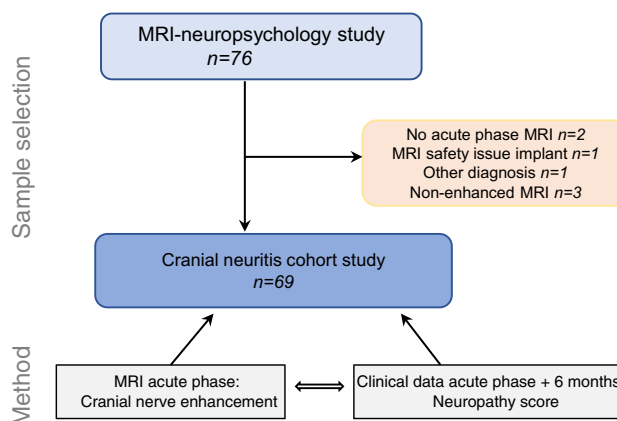 Sample selection
MRI-neuropsychology study
n=76
No acute phase MRI n=2
MRI safety issue implant n=1
Other diagnosis n=1
Non-enhanced MRI n=3
Cranial neuritis cohort study
n=69
Method
MRI acute phase:
Cranial nerve enhancement
Clinical data acute phase + 6 months
Neuropathy score